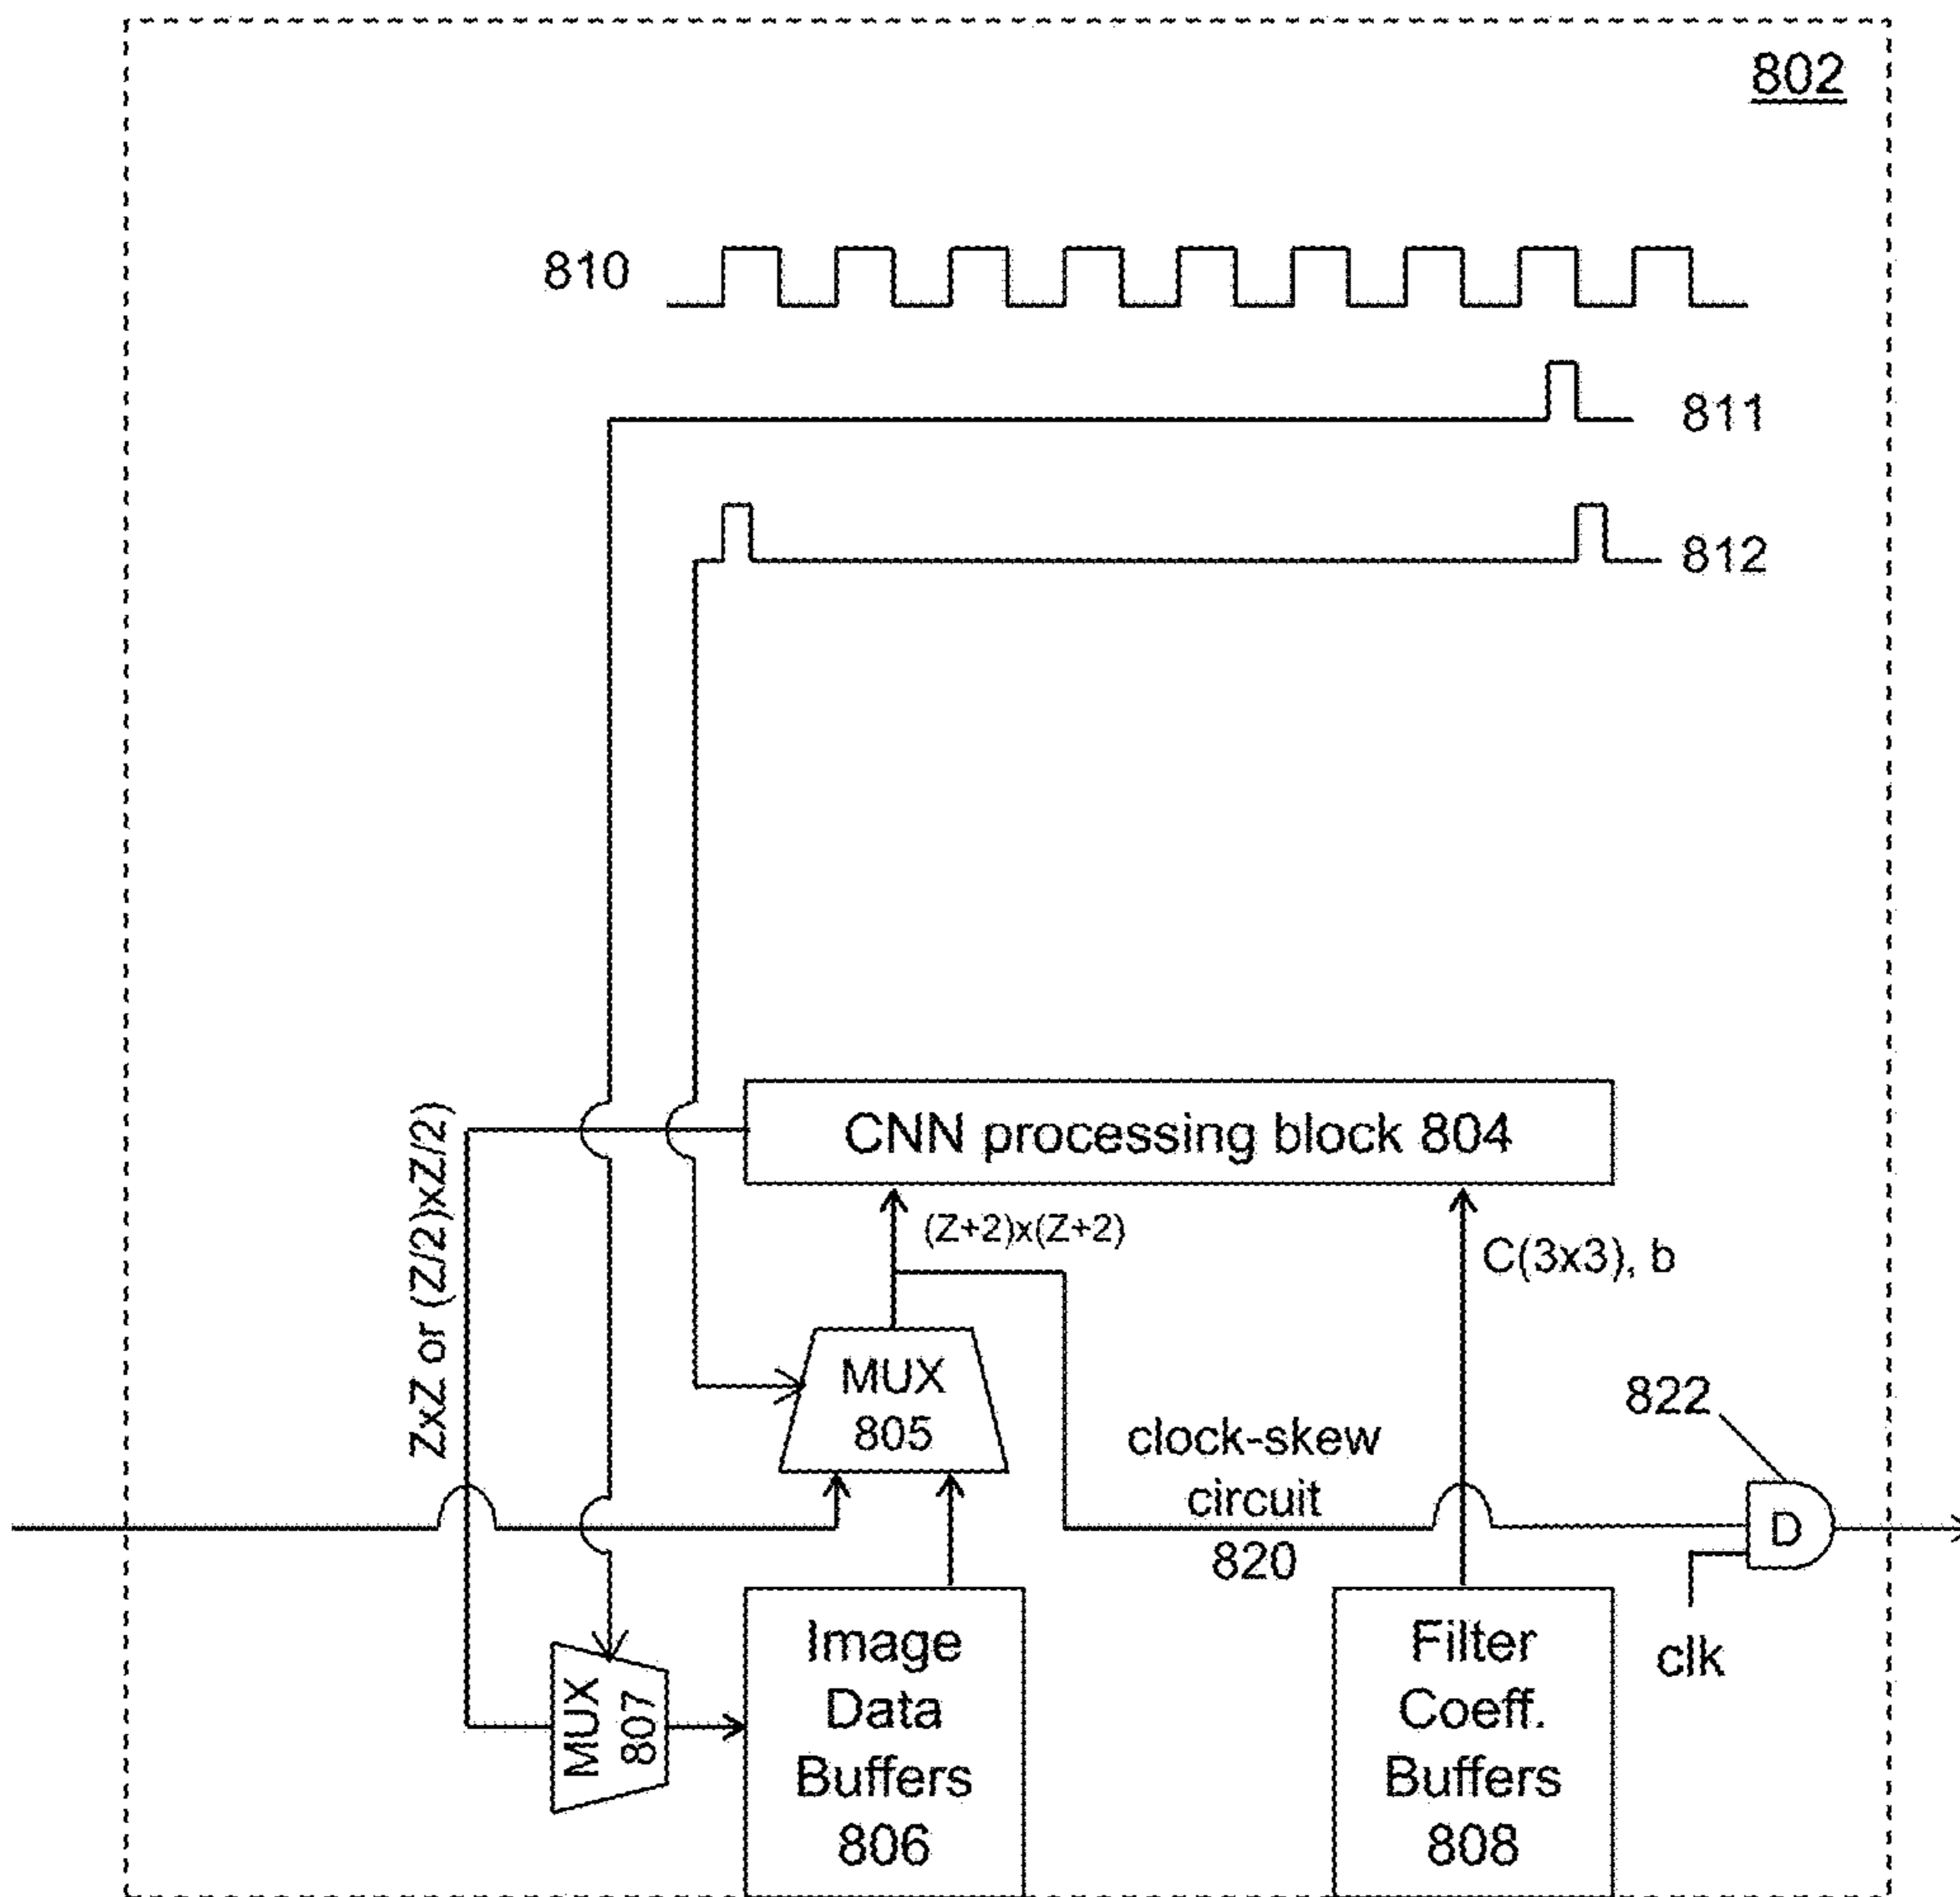 802
810
811
812
CNN processing block 804
ZxZ or (Z/2)xZ/2)
(Z+2)x(Z+2)
C(3x3), b
MUX
805
clock-skew
circuit
820
822
D
clk
MUX
807
Image
Data
Buffers
806
Filter
Coeff.
Buffers
808